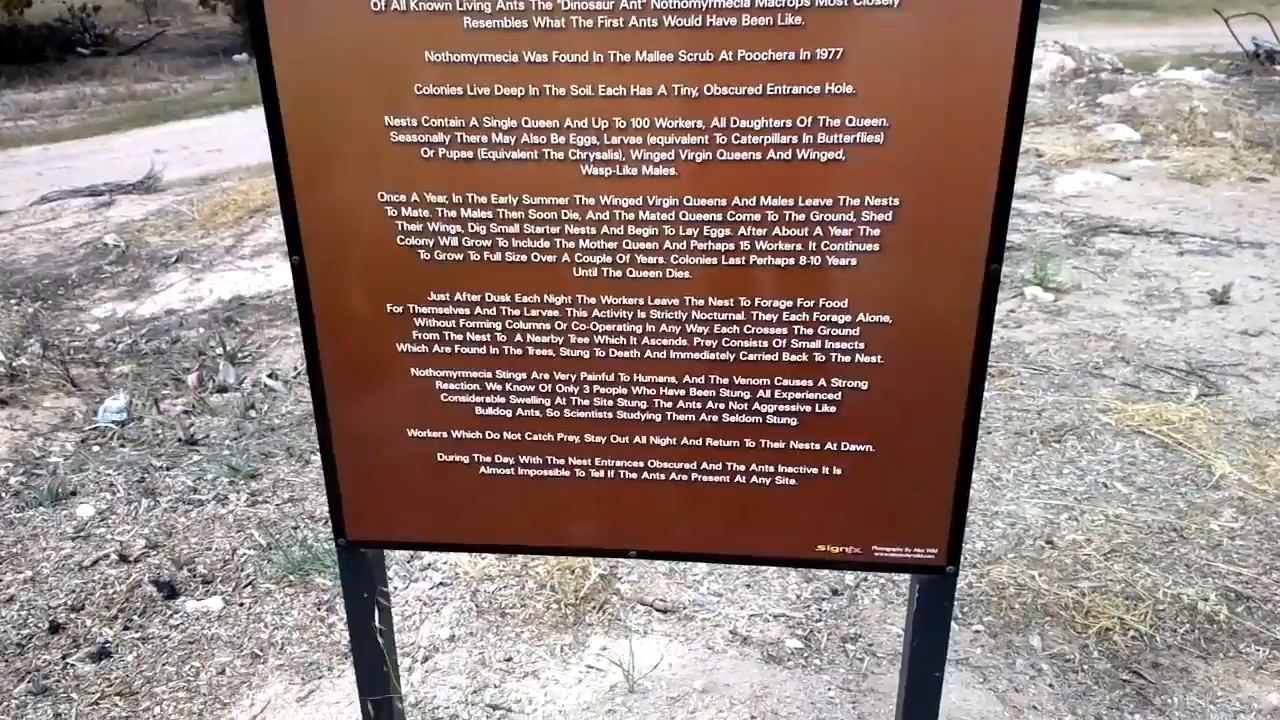 Of All Known Living Ants The "Dinosaur Ant" Nothomyrmecia Macrops Most Closely
Resembles What The First Ants Would Have Been Like.
Nothomyrmecia Was Found In The Mallee Scrub At Poochera In 1977
Colonies Live Deep In The Soil. Each Has A Tiny, Obscured Entrance Hole.
Nests Contain A Single Queen And Up To 100 Workers, All Daughters Of The Queen.
Seasonally There May Also Be Eggs, Larvae (equivalent To Caterpillars In Butterflies)
Or Pupae (Equivalent The Chrysalis), Winged Virgin Queens And Winged,
Wasp-Like Males.
Once A Year, In The Early Summer The Winged Virgin Queens And Males Leave The Nests
To Mate. The Males Then Soon Die, And The Mated Queens Come To The Ground, Shed
Their Wings, Dig Small Starter Nests And Begin To Lay Eggs. After About A Year The
Colony Will Grow To Include The Mother Queen And Perhaps 15 Workers. It Continues
To Grow To Full Size Over A Couple Of Years. Colonies Last Perhaps 8-10 Years
Until The Queen Dies.
Just After Dusk Each Night The Workers Leave The Nest To Forage For Food
For Themselves And The Larvae. This Activity Is Strictly Nocturnal. They Each Forage Alone,
Without Forming Columns Or Co-Operating In Any Way. Each Crosses The Ground
From The Nest To A Nearby Tree Which It Ascends. Prey Consists Of Small Insects
Which Are Found In The Trees, Stung To Death And Immediately Carried Back To The Nest.
Nothomyrmecia Stings Are Very Painful To Humans, And The Venom Causes A Strong
Reaction. We Know Of Only 3 People Who Have Been Stung. All Experienced
Considerable Swelling At The Site Stung. The Ants Are Not Aggressive Like
Bulldog Ants, So Scientists Studying Them Are Seldom Stung.
Workers Which Do Not Catch Prey, Stay Out All Night And Return To Their Nests At Dawn.
During The Day, With The Nest Entrances Obscured And The Ants Inactive It Is
Almost Impossible To Tell If The Ants Are Present At Any Site.
Signfx
Photography By Alex Wild